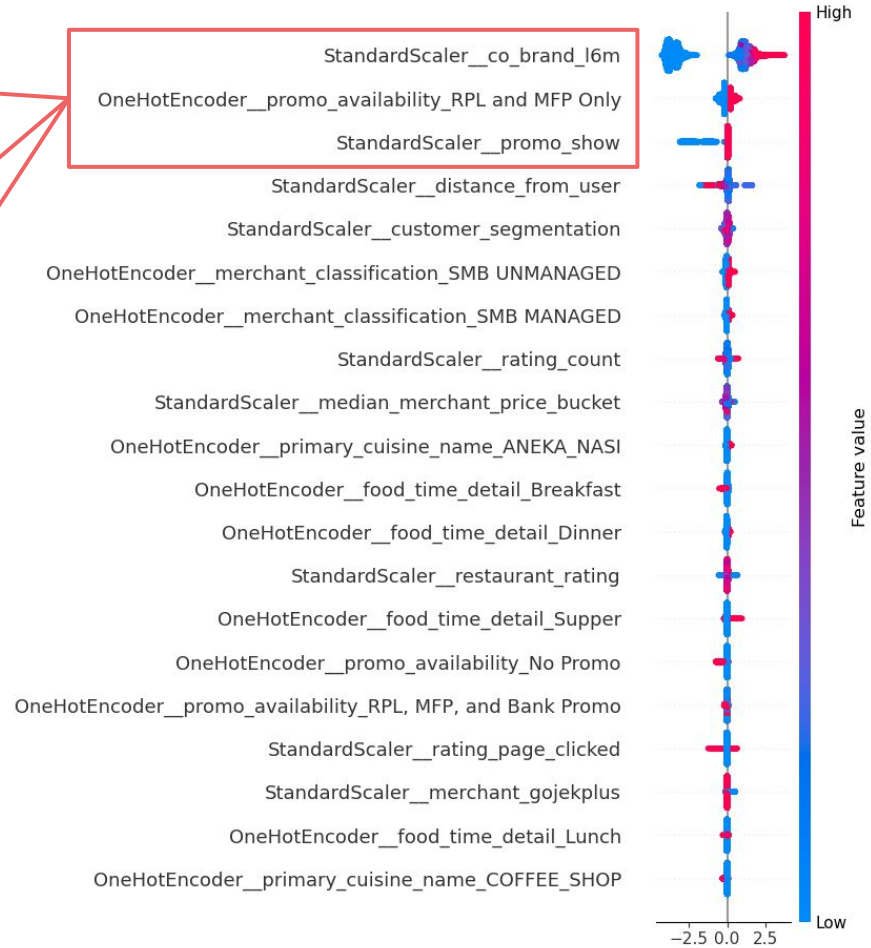 High
StandardScaler__co_brand_l6m
OneHotEncoder__promo_availability_RPL and MFP Only
StandardScaler__promo_show
StandardScaler__distance_from_user
StandardScaler__customer_segmentation
OneHotEncoder__merchant_classification_SMB UNMANAGED
OneHotEncoder__merchant_classification_SMB MANAGED
StandardScaler__rating_count
StandardScaler__median_merchant_price_bucket
OneHotEncoder__primary_cuisine_name_ANEKA_NASI
OneHotEncoder__food_time_detail_Breakfast
OneHotEncoder__food_time_detail_Dinner
StandardScaler__restaurant_rating
OneHotEncoder__food_time_detail_Supper
OneHotEncoder__promo_availability_No Promo
OneHotEncoder__promo_availability_RPL, MFP, and Bank Promo
StandardScaler__rating_page_clicked
StandardScaler__merchant_gojekplus
OneHotEncoder__food_time_detail_Lunch
OneHotEncoder__primary_cuisine_name_COFFEE_SHOP
Feature value
Low
−2.5 0.0 2.5